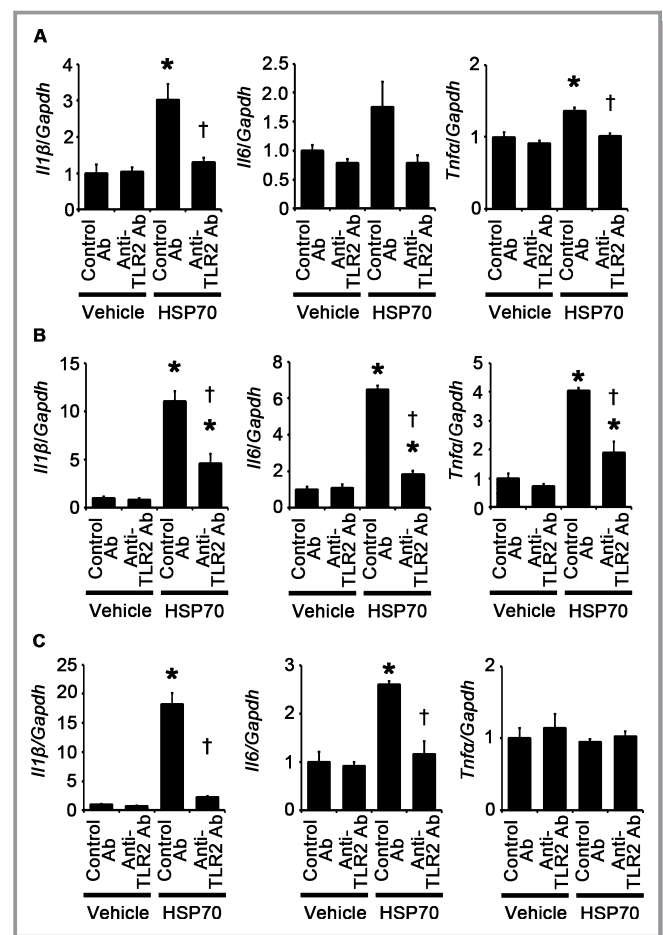 A
Il1β/Gapdh
4
3
2
1
0
*
†
Control Ab
Anti-TLR2 Ab
Control Ab
Anti-TLR2 Ab
Vehicle
HSP70
Il6/Gapdh
2.5
2.0
1.5
1.0
0.5
0
Control Ab
Anti-TLR2 Ab
Control Ab
Anti-TLR2 Ab
Vehicle
HSP70
Tnfα/Gapdh
2
1
0
*
†
Control Ab
Anti-TLR2 Ab
Control Ab
Anti-TLR2 Ab
Vehicle
HSP70
B
Il1β/Gapdh
15
10
5
0
*
†
*
Control Ab
Anti-TLR2 Ab
Control Ab
Anti-TLR2 Ab
Vehicle
HSP70
Il6/Gapdh
8
6
4
2
0
*
†
*
Control Ab
Anti-TLR2 Ab
Control Ab
Anti-TLR2 Ab
Vehicle
HSP70
Tnfα/Gapdh
5
4
3
2
1
0
*
†
*
Control Ab
Anti-TLR2 Ab
Control Ab
Anti-TLR2 Ab
Vehicle
HSP70
C
Il1β/Gapdh
25
20
15
10
5
0
*
†
Control Ab
Anti-TLR2 Ab
Control Ab
Anti-TLR2 Ab
Vehicle
HSP70
Il6/Gapdh
3
2
1
0
*
†
Control Ab
Anti-TLR2 Ab
Control Ab
Anti-TLR2 Ab
Vehicle
HSP70
Tnfα/Gapdh
2
1
0
Control Ab
Anti-TLR2 Ab
Control Ab
Anti-TLR2 Ab
Vehicle
HSP70